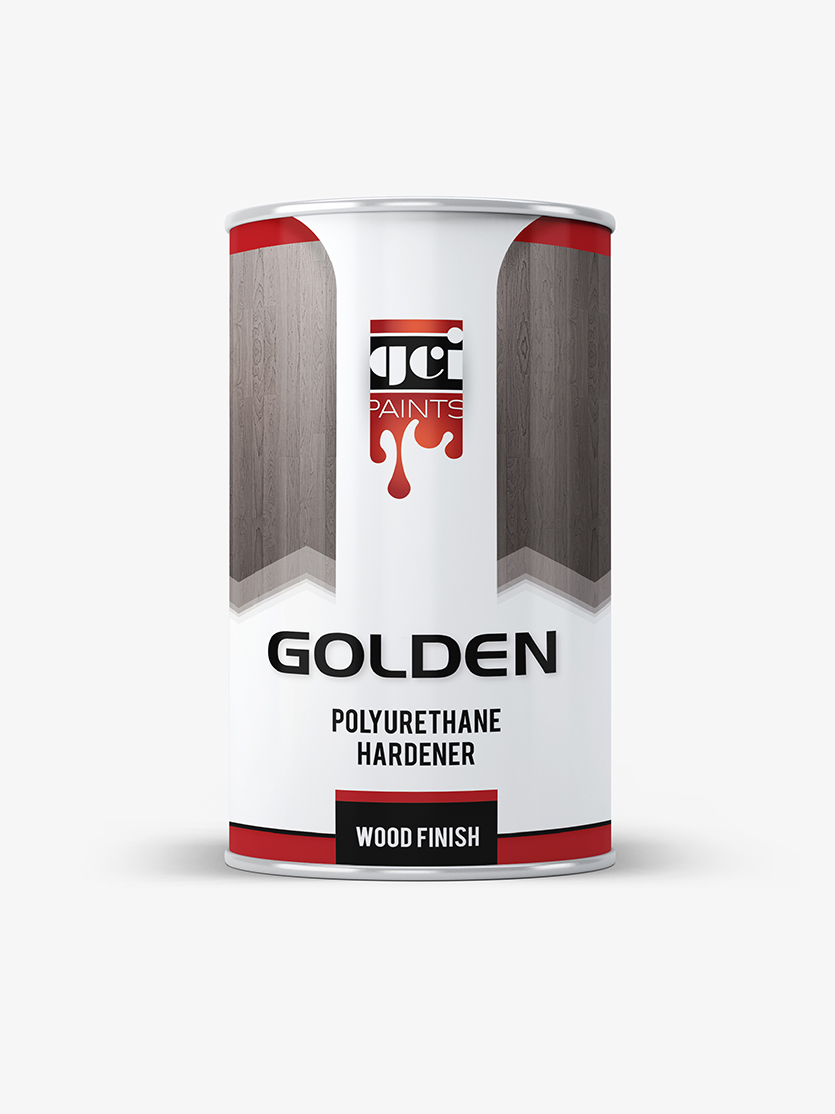 gci
PAINTS
GOLDEN
POLYURETHANE
HARDENER
WOOD FINISH